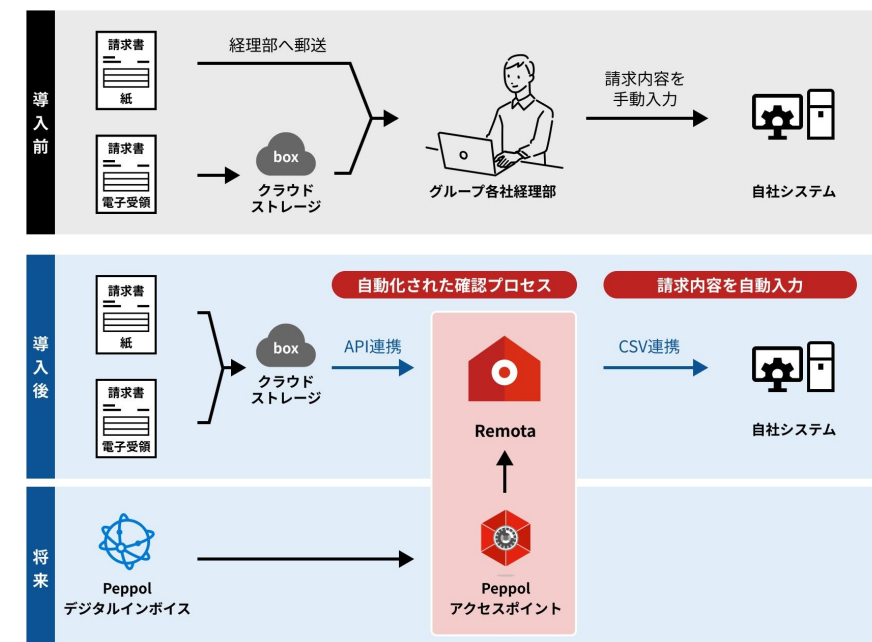 導入前
請求書
紙
経理部へ郵送
請求書
電子受領
box
クラウド
ストレージ
グループ各社経理部
請求内容を
手動入力
自社システム
導入後
請求書
紙
請求書
電子受領
box
クラウド
ストレージ
自動化された確認プロセス
API連携
Remota
請求内容を自動入力
CSV連携
自社システム
将来
Peppol
デジタルインボイス
Peppol
アクセスポイント